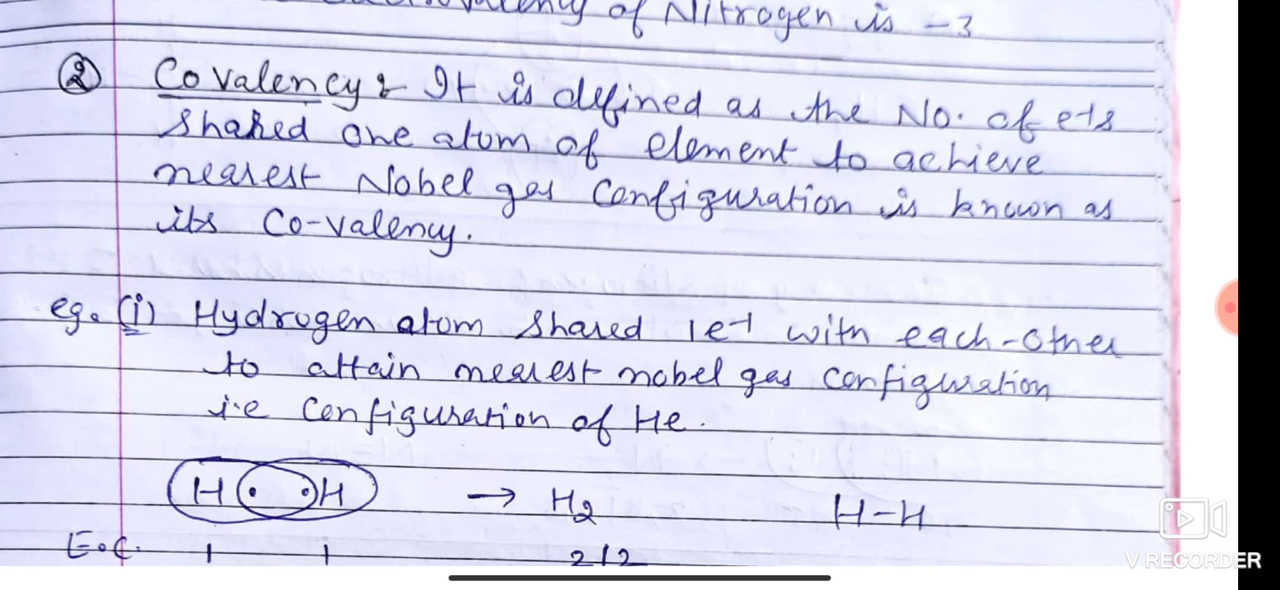 of Nitrogen is -3
② Covalency :- It is defined as the No. of e-1s
shared one atom of element to achieve
nearest Nobel gas configuration is known as
its Co-valency.
eg. (i) Hydrogen atom shared 1e-1 with each-other
to attain nearest nobel gas configuration
i.e configuration of He.
H · · H → H2 H-H
E.C. 1 1 2,2
V RECORDER